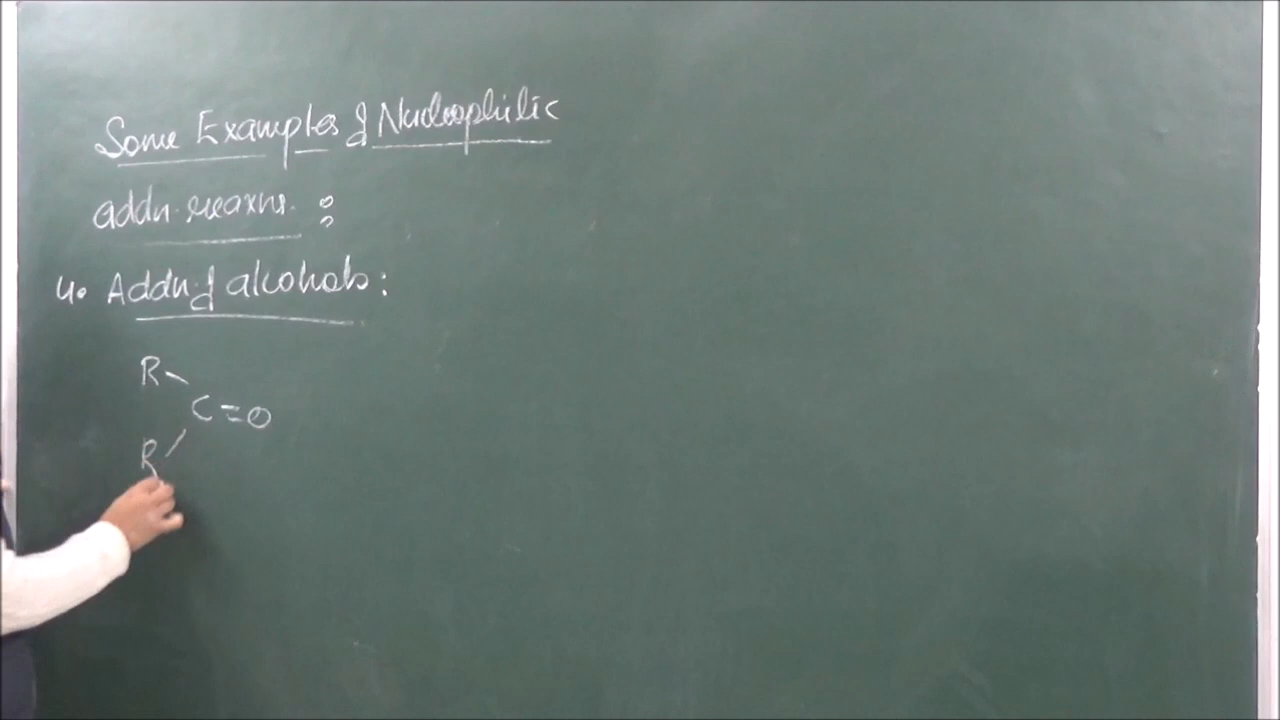 Some Examples of Nucleophilic
addn. reaxns. :
4. Addn. of alcohols :
R
C=O
R